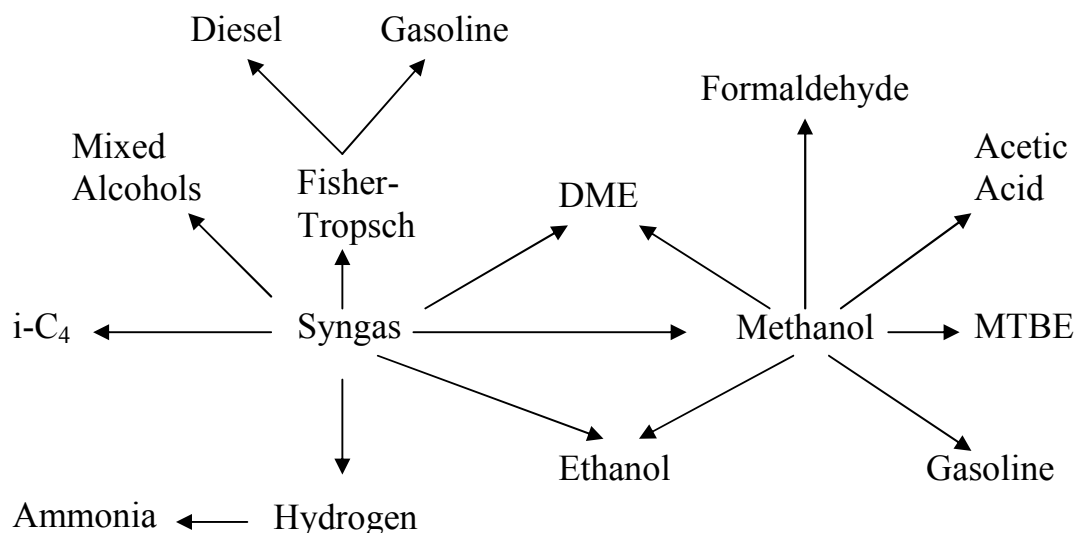 Diesel
Gasoline
Formaldehyde
Mixed
Alcohols
Fisher-
Tropsch
DME
Acetic
Acid
i-C₄
Syngas
Methanol
MTBE
Ethanol
Gasoline
Ammonia
Hydrogen